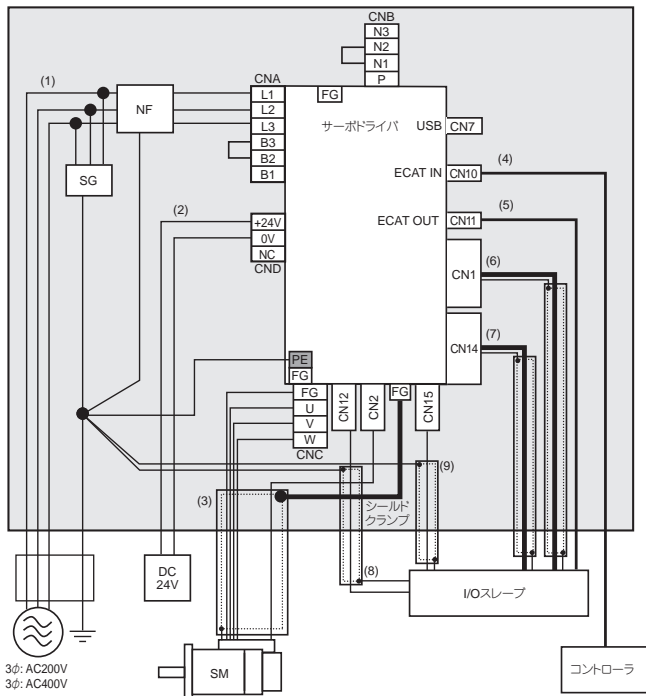 CNB
N3
N2
N1
P
(1)
CNA
NF
L1
L2
L3
B3
B2
B1
FG
サーボドライバ
USB
CN7
ECAT IN
CN10
(4)
SG
(2)
ECAT OUT
CN11
(5)
+24V
0V
NC
CND
CN1
(6)
CN14
(7)
PE
FG
FG
U
V
W
CNC
CN12
CN2
FG
CN15
(3)
シールド
クランプ
(9)
(8)
DC
24V
I/Oスレーブ
SM
コントローラ
3ϕ: AC200V
3ϕ: AC400V